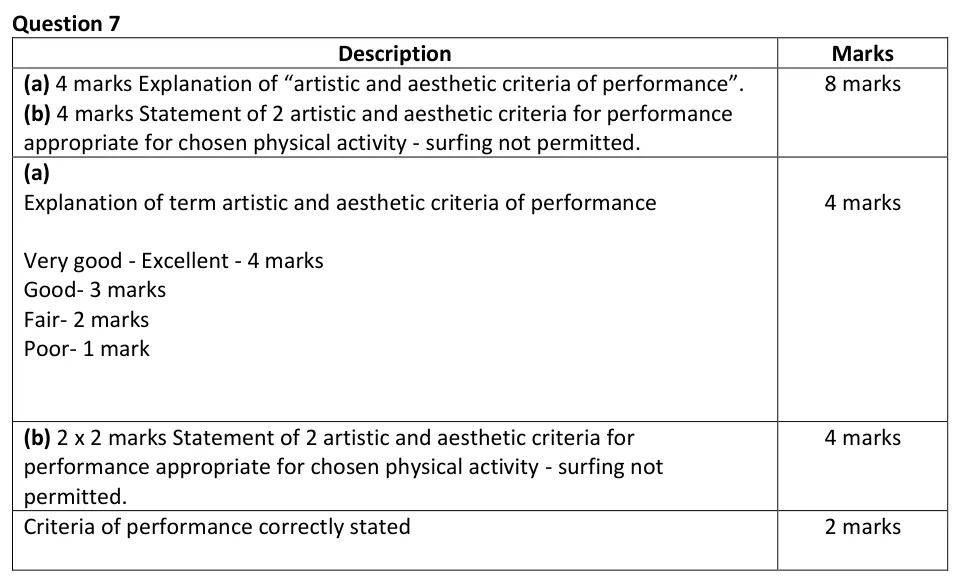 Question 7
Description
Marks
(a) 4 marks Explanation of “artistic and aesthetic criteria of performance”.
8 marks
(b) 4 marks Statement of 2 artistic and aesthetic criteria for performance
appropriate for chosen physical activity - surfing not permitted.
(a)
Explanation of term artistic and aesthetic criteria of performance
4 marks
Very good - Excellent - 4 marks
Good- 3 marks
Fair- 2 marks
Poor- 1 mark
(b) 2 x 2 marks Statement of 2 artistic and aesthetic criteria for
4 marks
performance appropriate for chosen physical activity - surfing not
permitted.
Criteria of performance correctly stated
2 marks